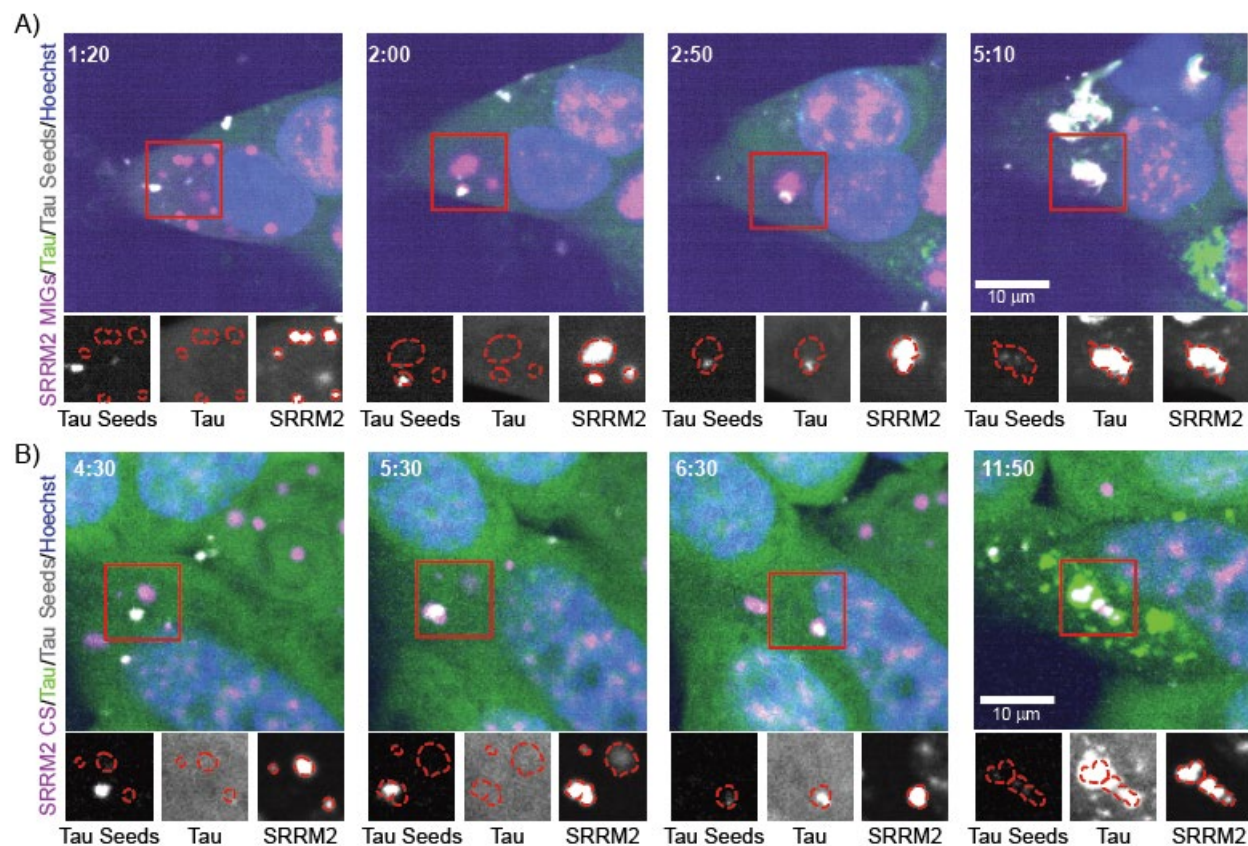 A)
SRRM2 MIGs/Tau/Tau Seeds/Hoechst
1:20
2:00
2:50
5:10
10 µm
Tau Seeds Tau SRRM2
Tau Seeds Tau SRRM2
Tau Seeds Tau SRRM2
Tau Seeds Tau SRRM2
B)
SRRM2 CS/Tau/Tau Seeds/Hoechst
4:30
5:30
6:30
11:50
10 µm
Tau Seeds Tau SRRM2
Tau Seeds Tau SRRM2
Tau Seeds Tau SRRM2
Tau Seeds Tau SRRM2